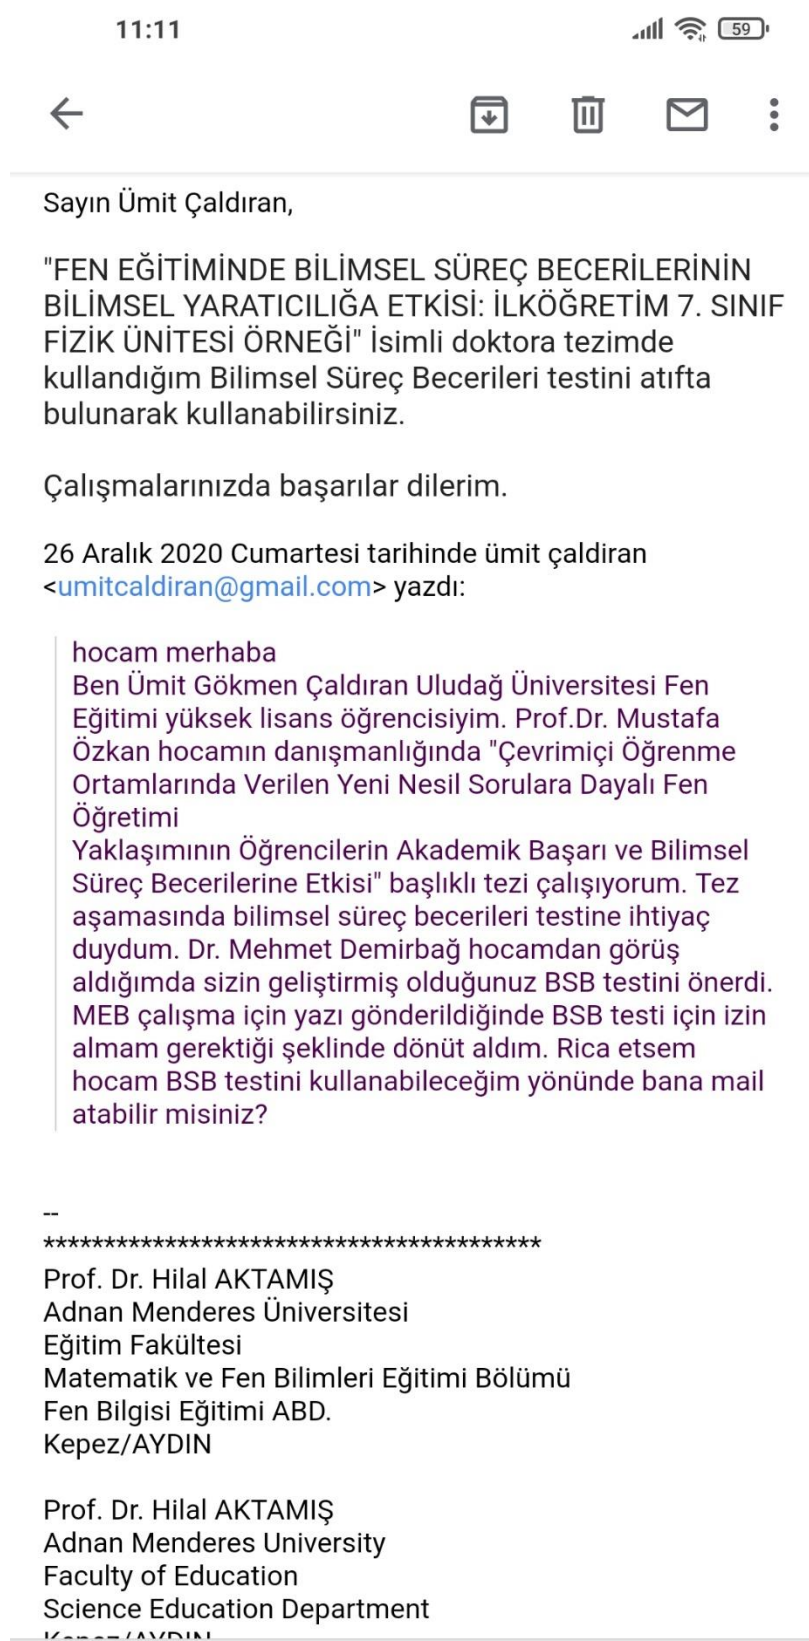 11:11
59
Sayın Ümit Çaldıran,
"FEN EĞİTİMİNDE BİLİMSEL SÜREÇ BECERİLERİNİN
BİLİMSEL YARATICILIĞA ETKİSİ: İLKÖĞRETİM 7. SINIF
FİZİK ÜNİTESİ ÖRNEĞİ" İsimli doktora tezimde
kullandığım Bilimsel Süreç Becerileri testini atıfta
bulunarak kullanabilirsiniz.
Çalışmalarınızda başarılar dilerim.
26 Aralık 2020 Cumartesi tarihinde ümit çaldiran
<umitcaldiran@gmail.com> yazdı:
hocam merhaba
Ben Ümit Gökmen Çaldıran Uludağ Üniversitesi Fen
Eğitimi yüksek lisans öğrencisiyim. Prof.Dr. Mustafa
Özkan hocamın danışmanlığında "Çevrimiçi Öğrenme
Ortamlarında Verilen Yeni Nesil Sorulara Dayalı Fen
Öğretimi
Yaklaşımının Öğrencilerin Akademik Başarı ve Bilimsel
Süreç Becerilerine Etkisi" başlıklı tezi çalışıyorum. Tez
aşamasında bilimsel süreç becerileri testine ihtiyaç
duydum. Dr. Mehmet Demirbağ hocamdan görüş
aldığımda sizin geliştirmiş olduğunuz BSB testini önerdi.
MEB çalışma için yazı gönderildiğinde BSB testi için izin
almam gerektiği şeklinde dönüt aldım. Rica etsem
hocam BSB testini kullanabileceğim yönünde bana mail
atabilir misiniz?
--
*****************************************
Prof. Dr. Hilal AKTAMIŞ
Adnan Menderes Üniversitesi
Eğitim Fakültesi
Matematik ve Fen Bilimleri Eğitimi Bölümü
Fen Bilgisi Eğitimi ABD.
Kepez/AYDIN
Prof. Dr. Hilal AKTAMIŞ
Adnan Menderes University
Faculty of Education
Science Education Department
Kepez/AYDIN